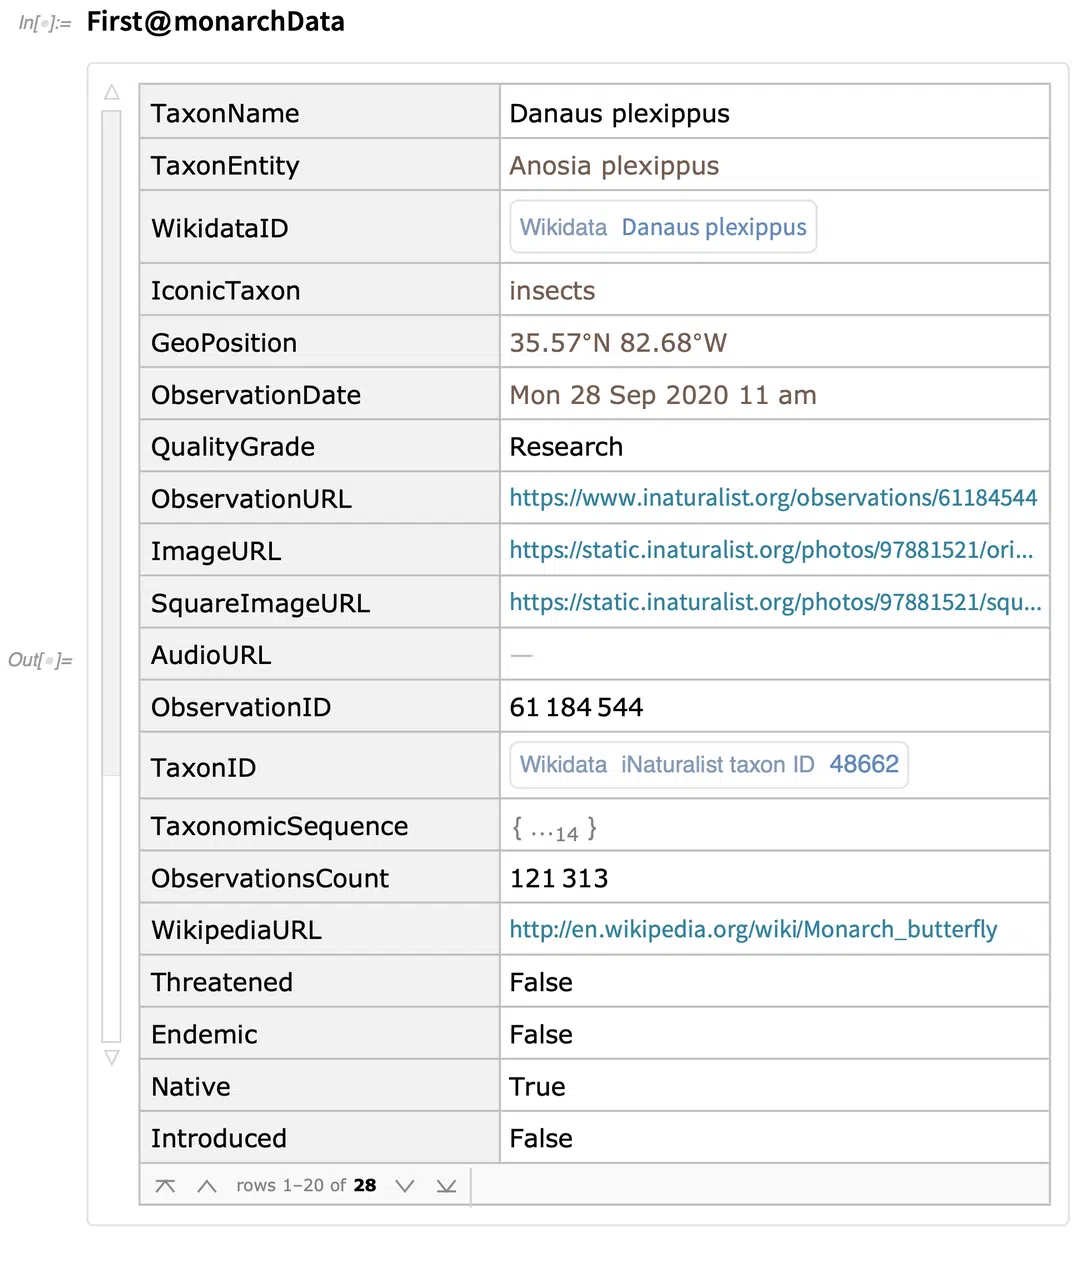 In[•]:= First@monarchData
TaxonName Danaus plexippus
TaxonEntity Anosia plexippus
WikidataID Wikidata Danaus plexippus
IconicTaxon insects
GeoPosition 35.57°N 82.68°W
ObservationDate Mon 28 Sep 2020 11 am
QualityGrade Research
ObservationURL https://www.inaturalist.org/observations/61184544
ImageURL https://static.inaturalist.org/photos/97881521/ori...
SquareImageURL https://static.inaturalist.org/photos/97881521/squ...
Out[•]=
AudioURL —
ObservationID 61 184 544
TaxonID Wikidata iNaturalist taxon ID 48662
TaxonomicSequence { ...14 }
ObservationsCount 121 313
WikipediaURL http://en.wikipedia.org/wiki/Monarch_butterfly
Threatened False
Endemic False
Native True
Introduced False
rows 1–20 of 28